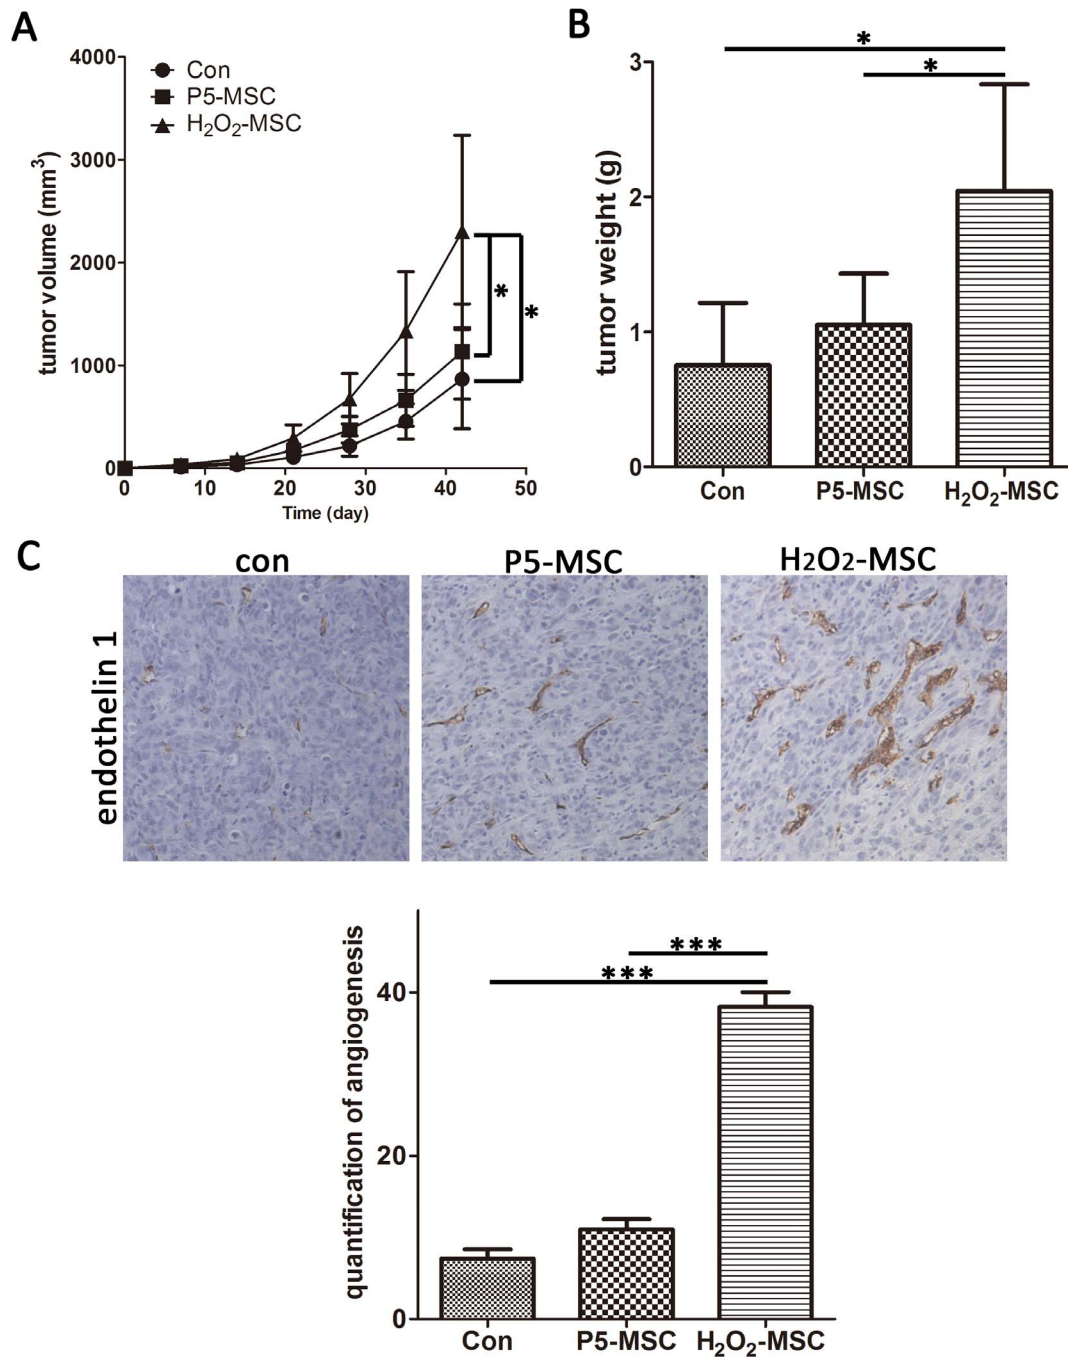 A
tumor volume (mm³)
4000
3000
2000
1000
0
Con
P5-MSC
H₂O₂-MSC
*
*
0 10 20 30 40 50
Time (day)
B
tumor weight (g)
3
2
1
0
*
*
Con P5-MSC H₂O₂-MSC
C
con P5-MSC H2O2-MSC
endothelin 1
quantification of angiogenesis
40
20
0
***
***
Con P5-MSC H₂O₂-MSC